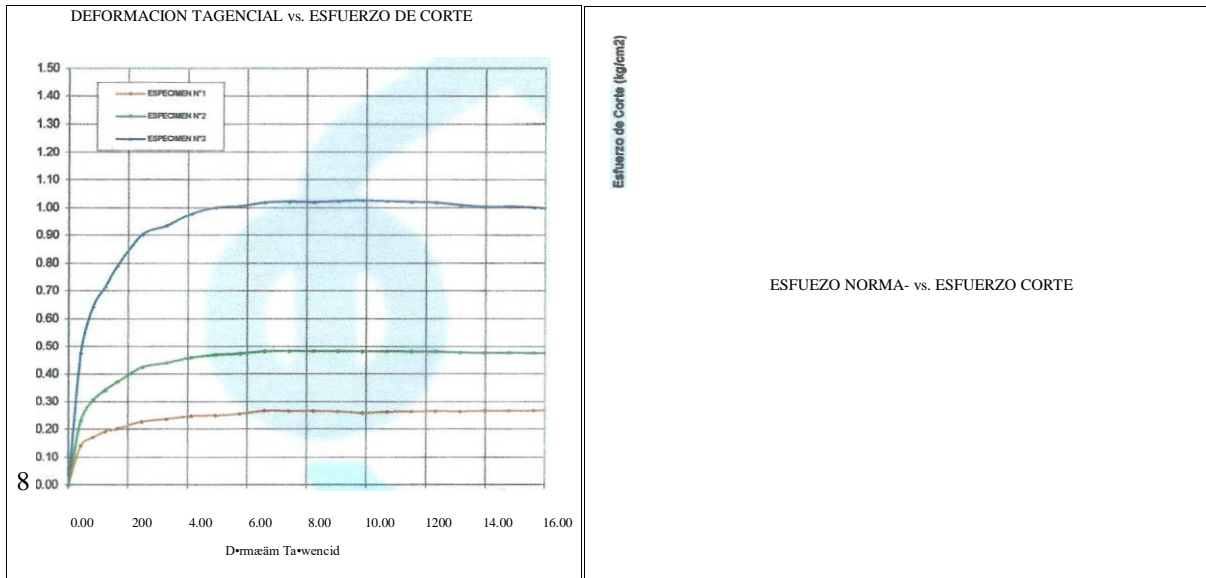 DEFORMACION TAGENCIAL vs. ESFUERZO DE CORTE
1.50
1.40
1.30
1.20
1.10
1.00
0.90
0.80
0.70
0.60
0.50
0.40
0.30
0.20
0.10
8 0.00
ESPECIMEN N°1
ESPECIMEN N°2
ESPECIMEN N°3
0.00 200 4.00 6.00 8.00 10.00 1200 14.00 16.00
D•rmæäm Ta•wencid
Esfuerzo de Corte (kg/cm2)
ESFUEZO NORMA- vs. ESFUERZO CORTE